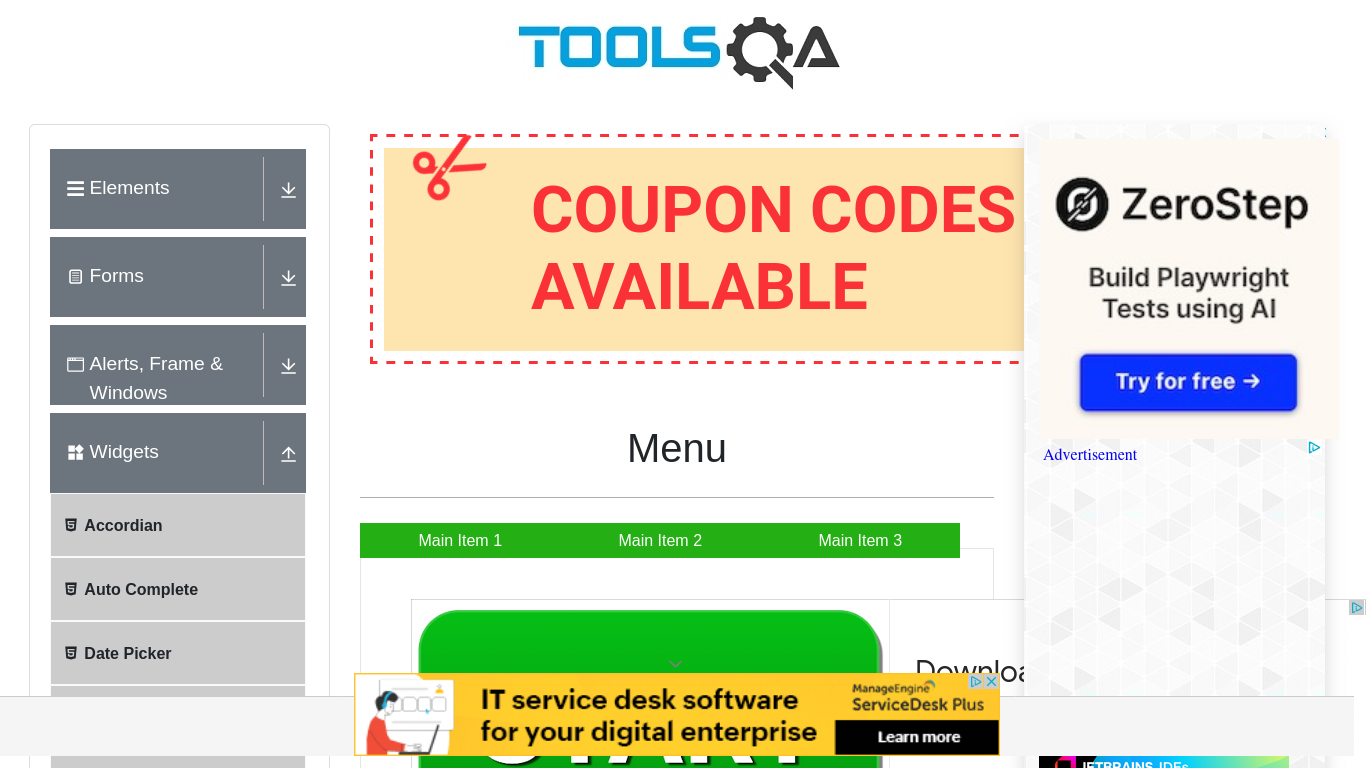 TOOLSQA
Elements
Forms
Alerts, Frame &
Windows
Widgets
Accordian
Auto Complete
Date Picker
COUPON CODES
AVAILABLE
Menu
Main Item 1
Main Item 2
Main Item 3
ZeroStep
Build Playwright
Tests using AI
Try for free →
Advertisement
IT service desk software
for your digital enterprise
ManageEngine
ServiceDesk Plus
Learn more
JETBRAINS IDEs